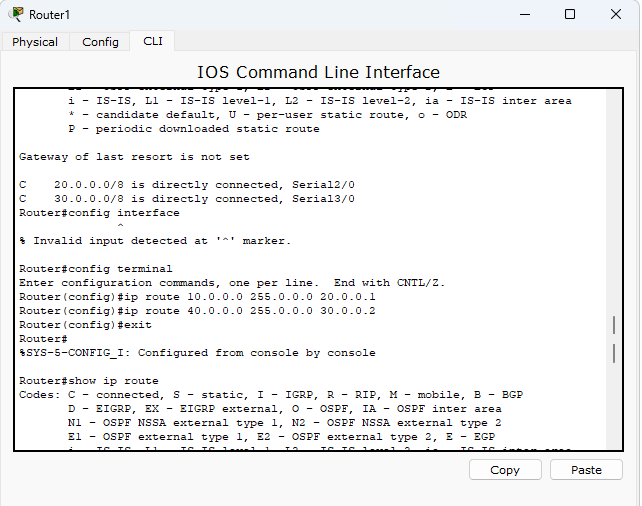 Router1
Physical Config CLI
IOS Command Line Interface
i - IS-IS, L1 - IS-IS level-1, L2 - IS-IS level-2, ia - IS-IS inter area
* - candidate default, U - per-user static route, o - ODR
P - periodic downloaded static route
Gateway of last resort is not set
C 20.0.0.0/8 is directly connected, Serial2/0
C 30.0.0.0/8 is directly connected, Serial3/0
Router#config interface
^
% Invalid input detected at '^' marker.
Router#config terminal
Enter configuration commands, one per line. End with CNTL/Z.
Router(config)#ip route 10.0.0.0 255.0.0.0 20.0.0.1
Router(config)#ip route 40.0.0.0 255.0.0.0 30.0.0.2
Router(config)#exit
Router#
%SYS-5-CONFIG_I: Configured from console by console
Router#show ip route
Codes: C - connected, S - static, I - IGRP, R - RIP, M - mobile, B - BGP
D - EIGRP, EX - EIGRP external, O - OSPF, IA - OSPF inter area
N1 - OSPF NSSA external type 1, N2 - OSPF NSSA external type 2
E1 - OSPF external type 1, E2 - OSPF external type 2, E - EGP
Copy Paste